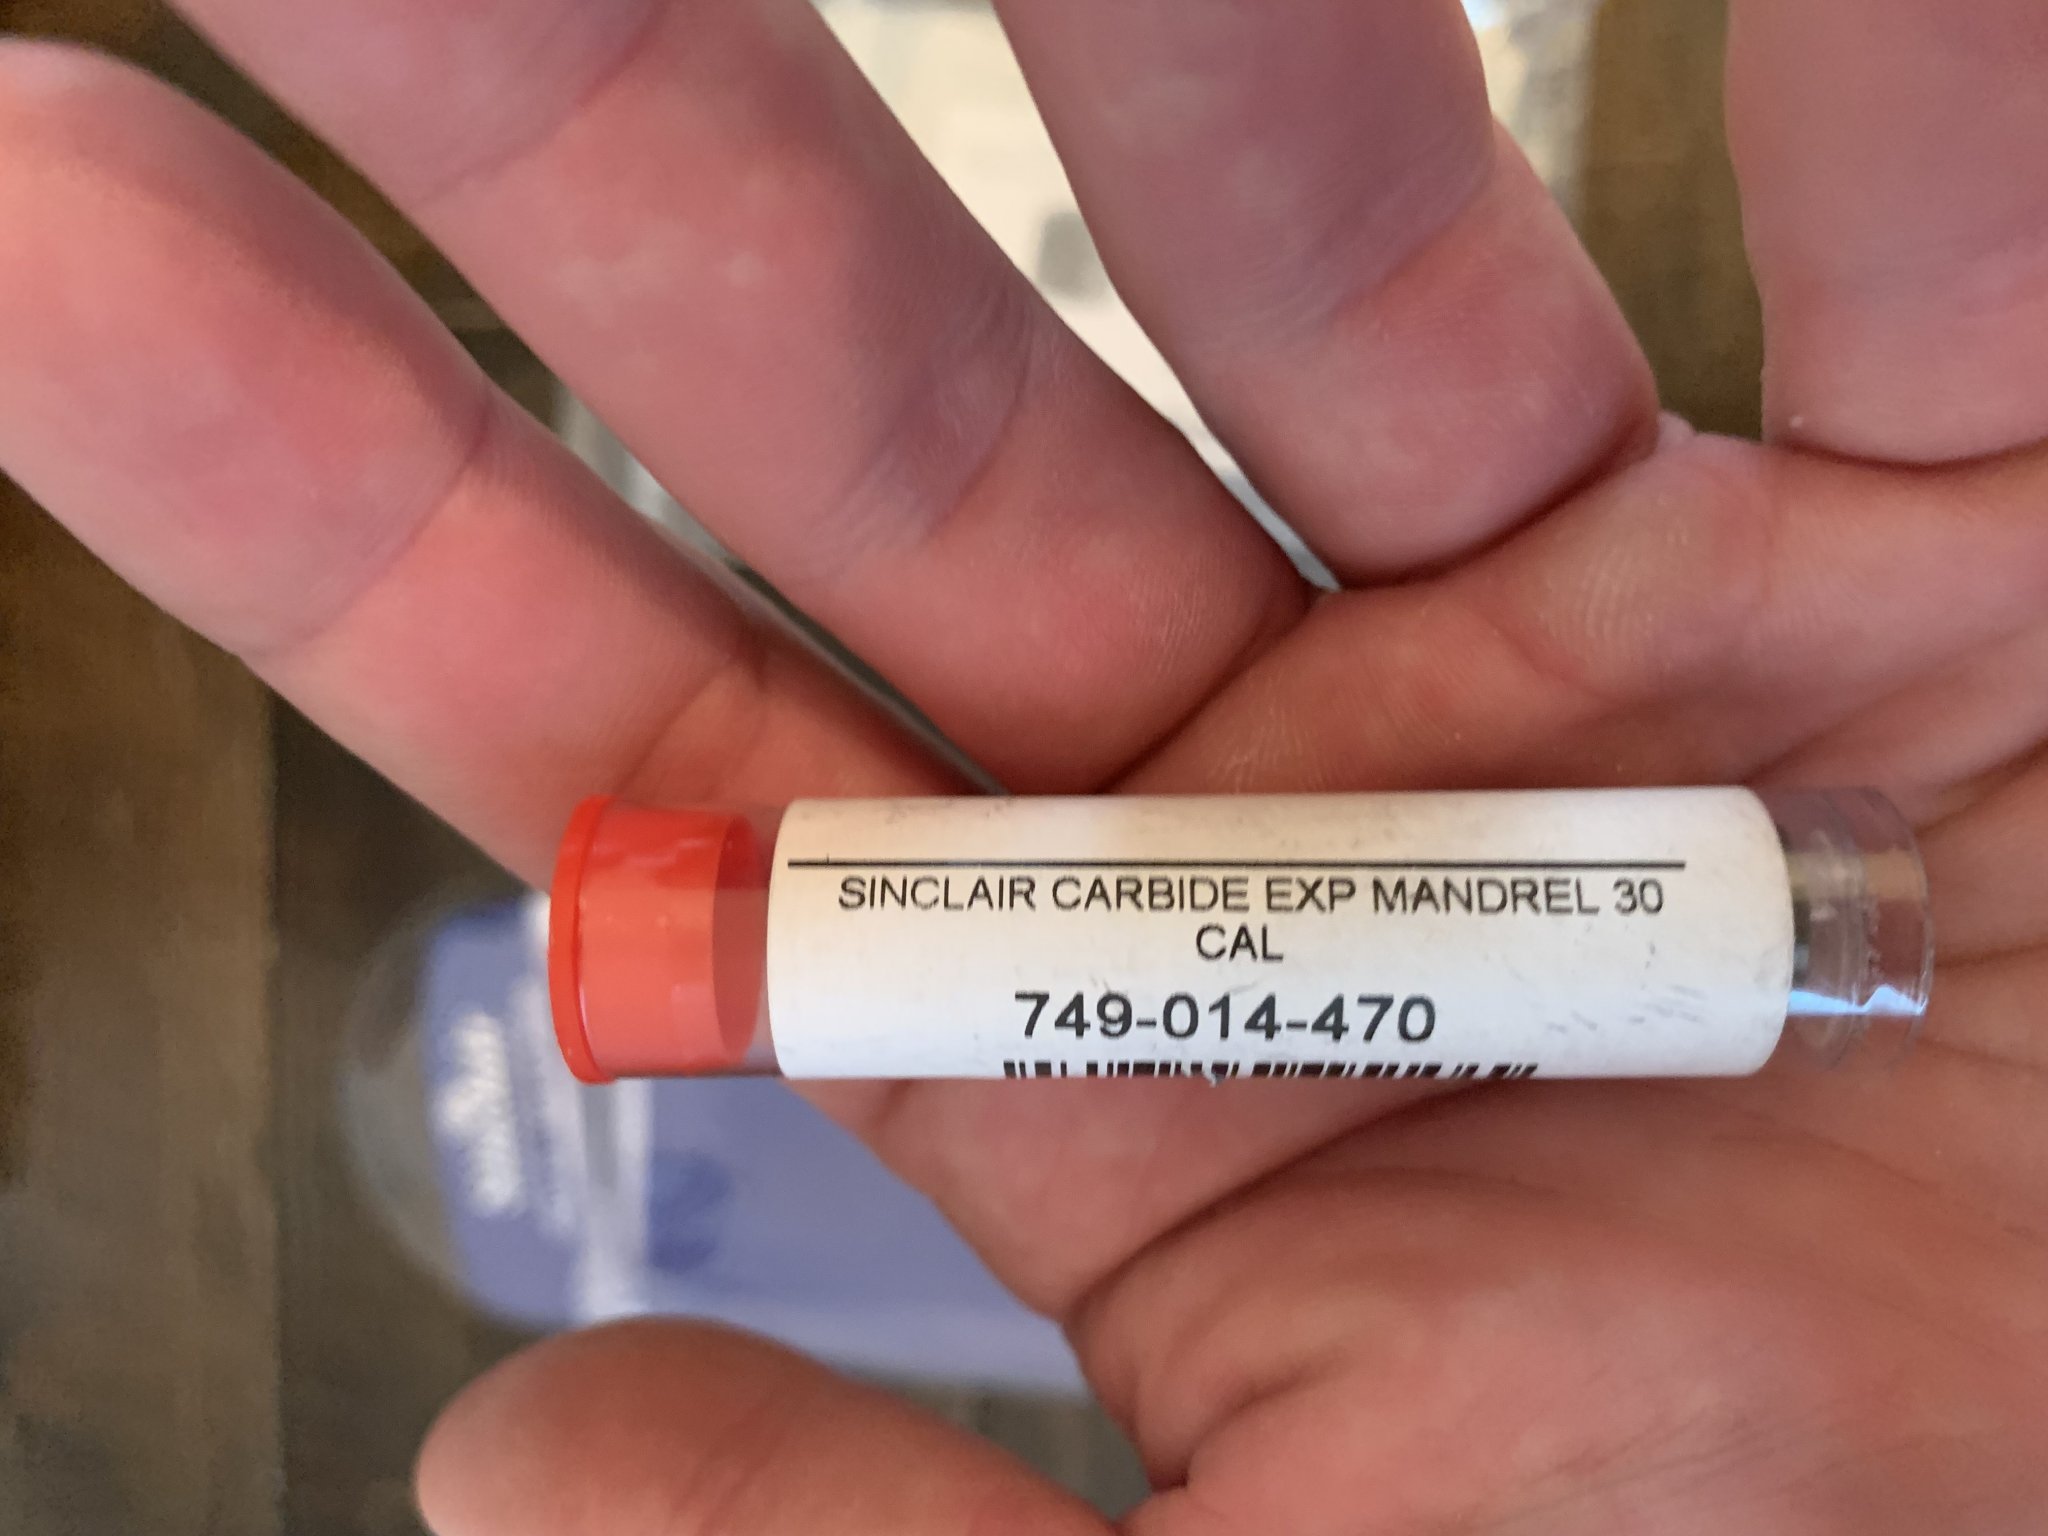 SINCLAIR CARBIDE EXP MANDREL 30
CAL
749-014-470